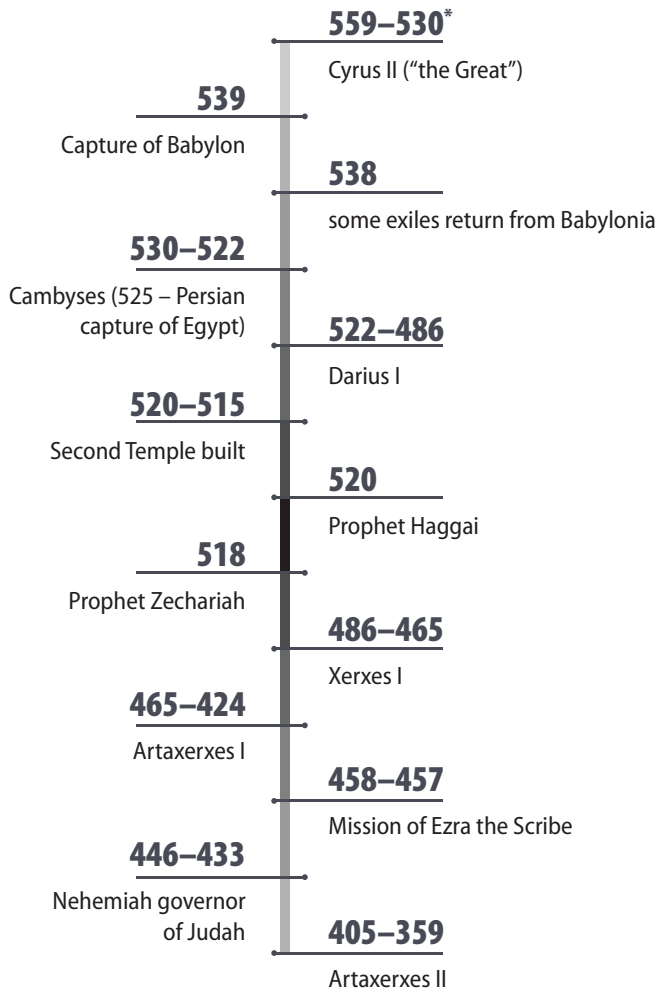 559–530*
Cyrus II (“the Great”)
539
Capture of Babylon
538
some exiles return from Babylonia
530–522
Cambyses (525 – Persian
capture of Egypt)
522–486
Darius I
520–515
Second Temple built
520
Prophet Haggai
518
Prophet Zechariah
486–465
Xerxes I
465–424
Artaxerxes I
458–457
Mission of Ezra the Scribe
446–433
Nehemiah governor
of Judah
405–359
Artaxerxes II